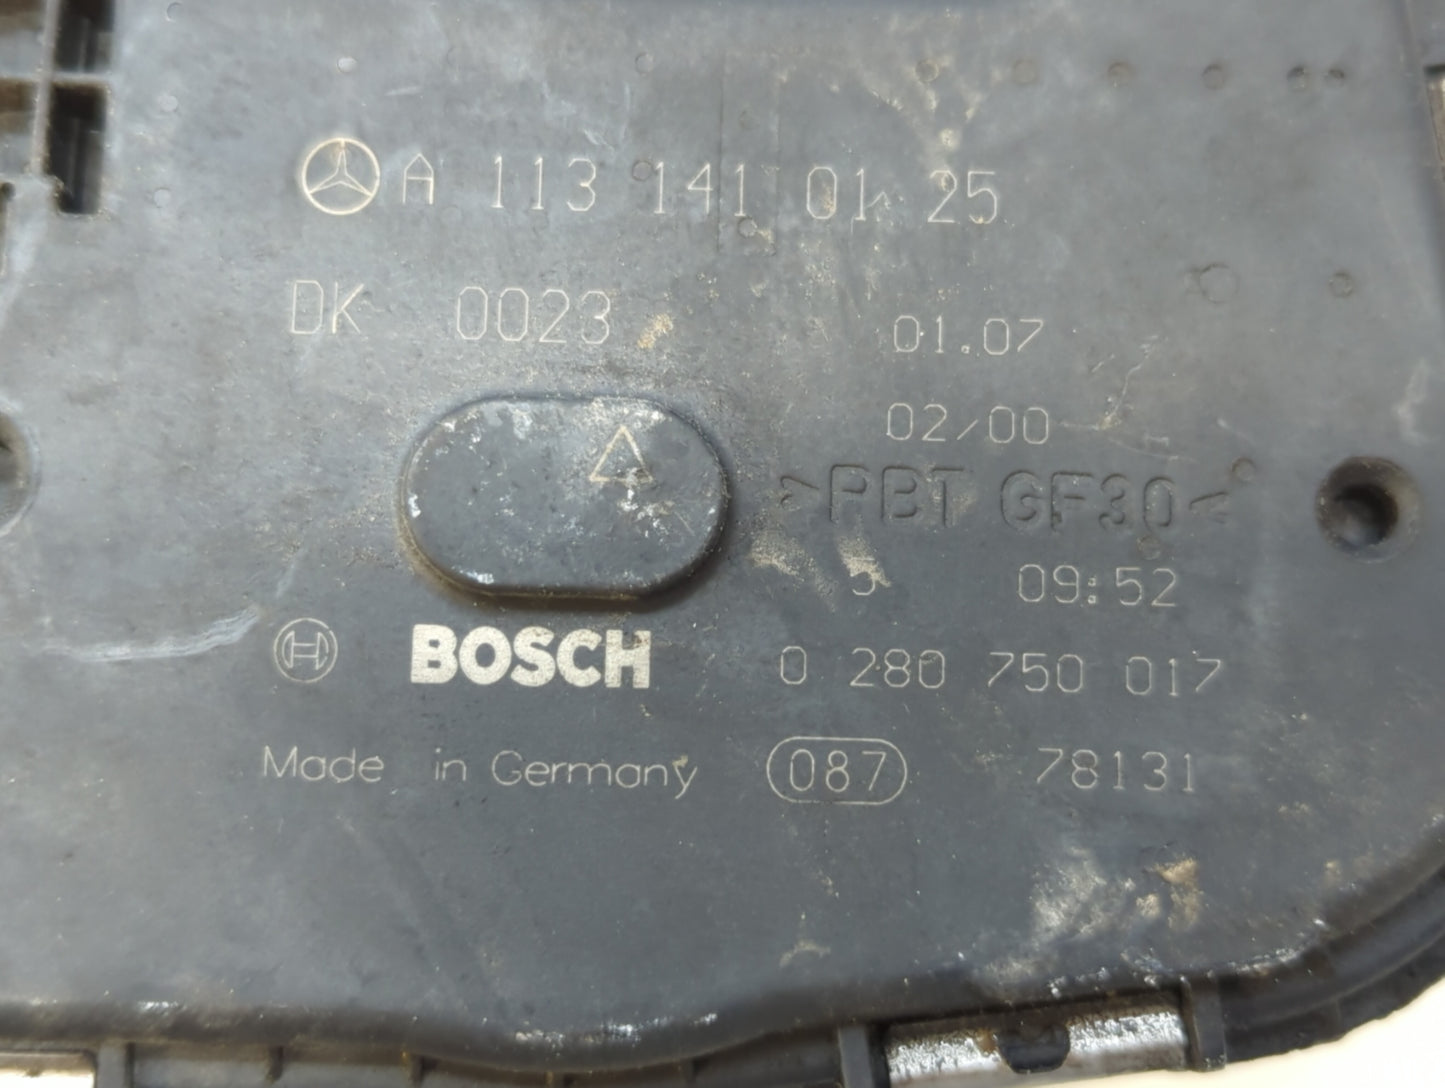 A 113 141 01 25
DK 0023 01.07
02/00
>PBT GF30<
5 09:52
BOSCH 0 280 750 017
Made in Germany 087 78131